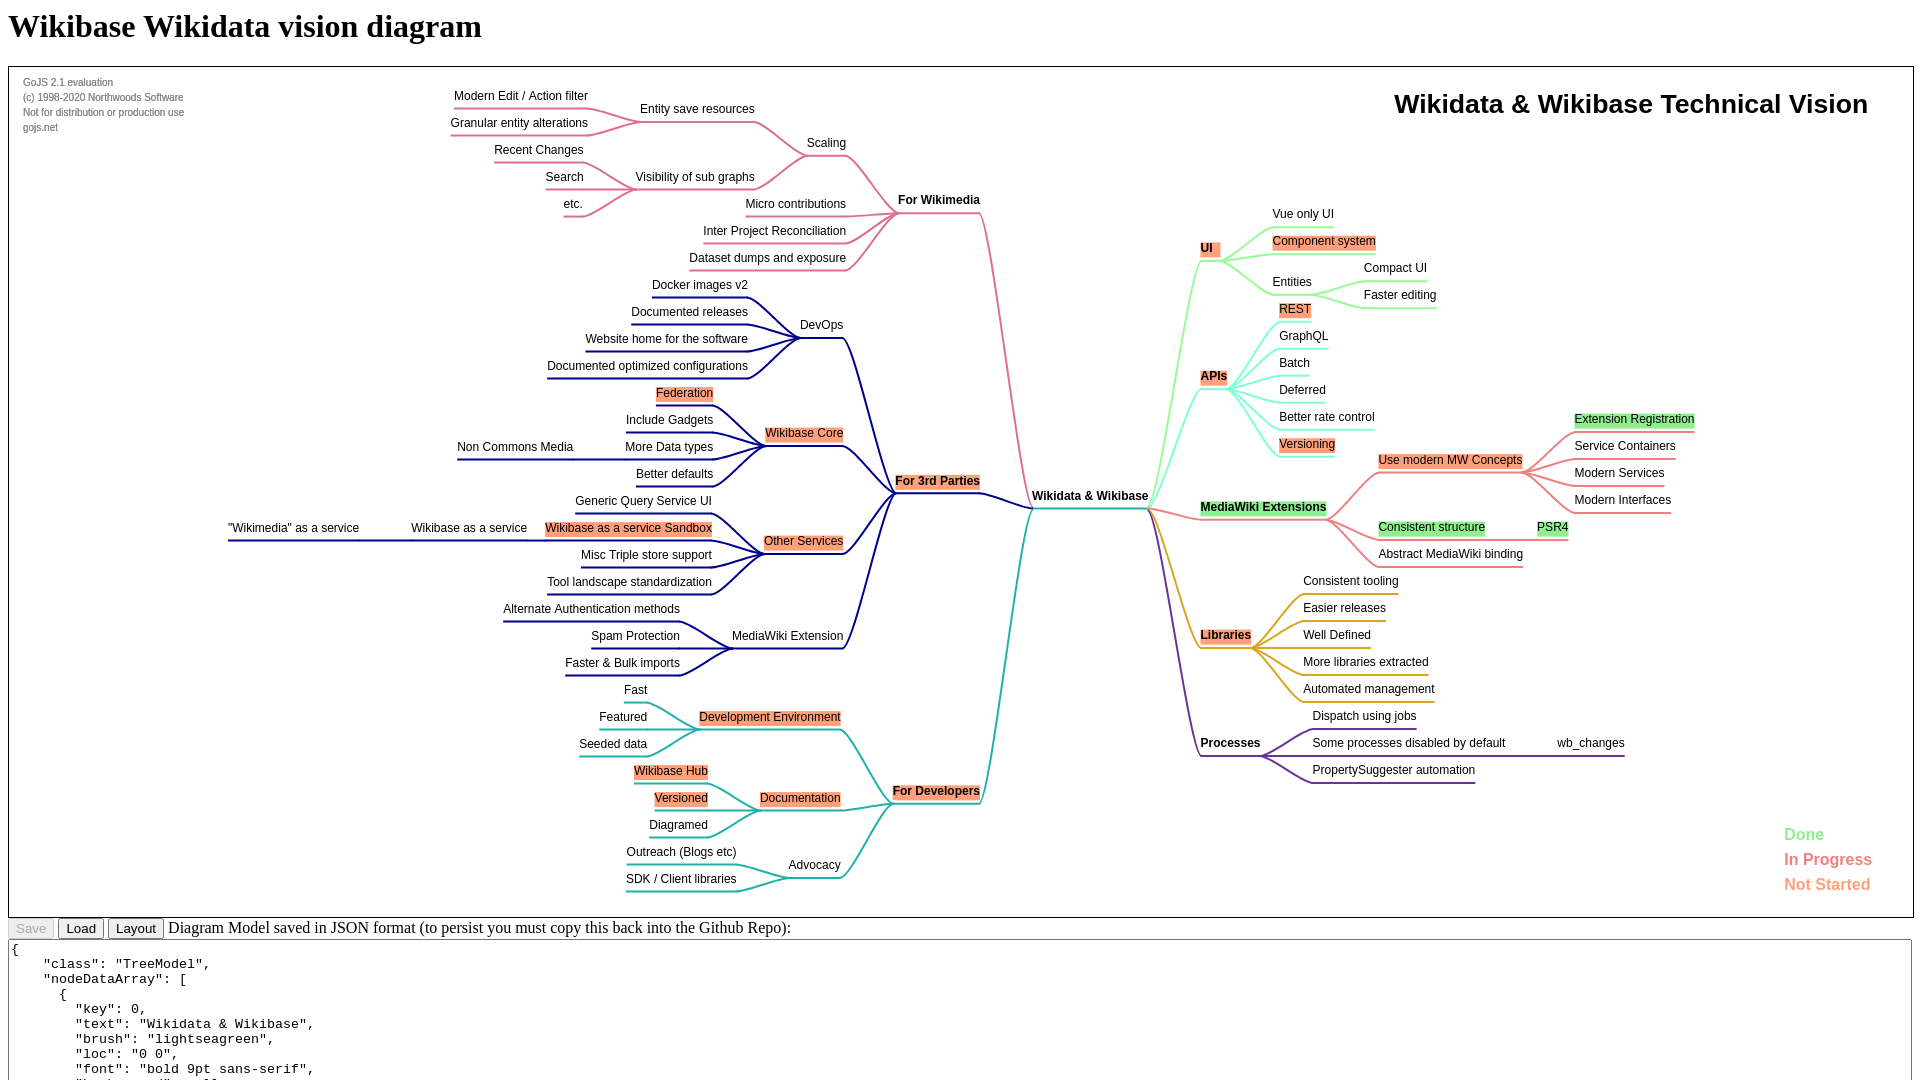 Wikibase Wikidata vision diagram
GoJS 2.1 evaluation
(c) 1998-2020 Northwoods Software
Not for distribution or production use
gojs.net
Wikidata & Wikibase Technical Vision
Modern Edit / Action filter
Granular entity alterations
Entity save resources
Recent Changes
Search
etc.
Visibility of sub graphs
Scaling
Micro contributions
Inter Project Reconciliation
Dataset dumps and exposure
For Wikimedia
Docker images v2
Documented releases
Website home for the software
Documented optimized configurations
DevOps
Federation
Include Gadgets
Non Commons Media
More Data types
Better defaults
Wikibase Core
For 3rd Parties
Generic Query Service UI
"Wikimedia" as a service
Wikibase as a service
Wikibase as a service Sandbox
Misc Triple store support
Tool landscape standardization
Other Services
Alternate Authentication methods
Spam Protection
Faster & Bulk imports
MediaWiki Extension
Fast
Featured
Seeded data
Development Environment
Wikibase Hub
Versioned
Diagramed
Documentation
For Developers
Outreach (Blogs etc)
SDK / Client libraries
Advocacy
Wikidata & Wikibase
UI
Vue only UI
Component system
Entities
Compact UI
Faster editing
APIs
REST
GraphQL
Batch
Deferred
Better rate control
Versioning
MediaWiki Extensions
Use modern MW Concepts
Extension Registration
Service Containers
Modern Services
Modern Interfaces
Consistent structure
PSR4
Abstract MediaWiki binding
Libraries
Consistent tooling
Easier releases
Well Defined
More libraries extracted
Automated management
Processes
Dispatch using jobs
Some processes disabled by default
wb_changes
PropertySuggester automation
Done
In Progress
Not Started
Save Load Layout Diagram Model saved in JSON format (to persist you must copy this back into the Github Repo):
{
"class": "TreeModel",
"nodeDataArray": [
{
"key": 0,
"text": "Wikidata & Wikibase",
"brush": "lightseagreen",
"loc": "0 0",
"font": "bold 9pt sans-serif",